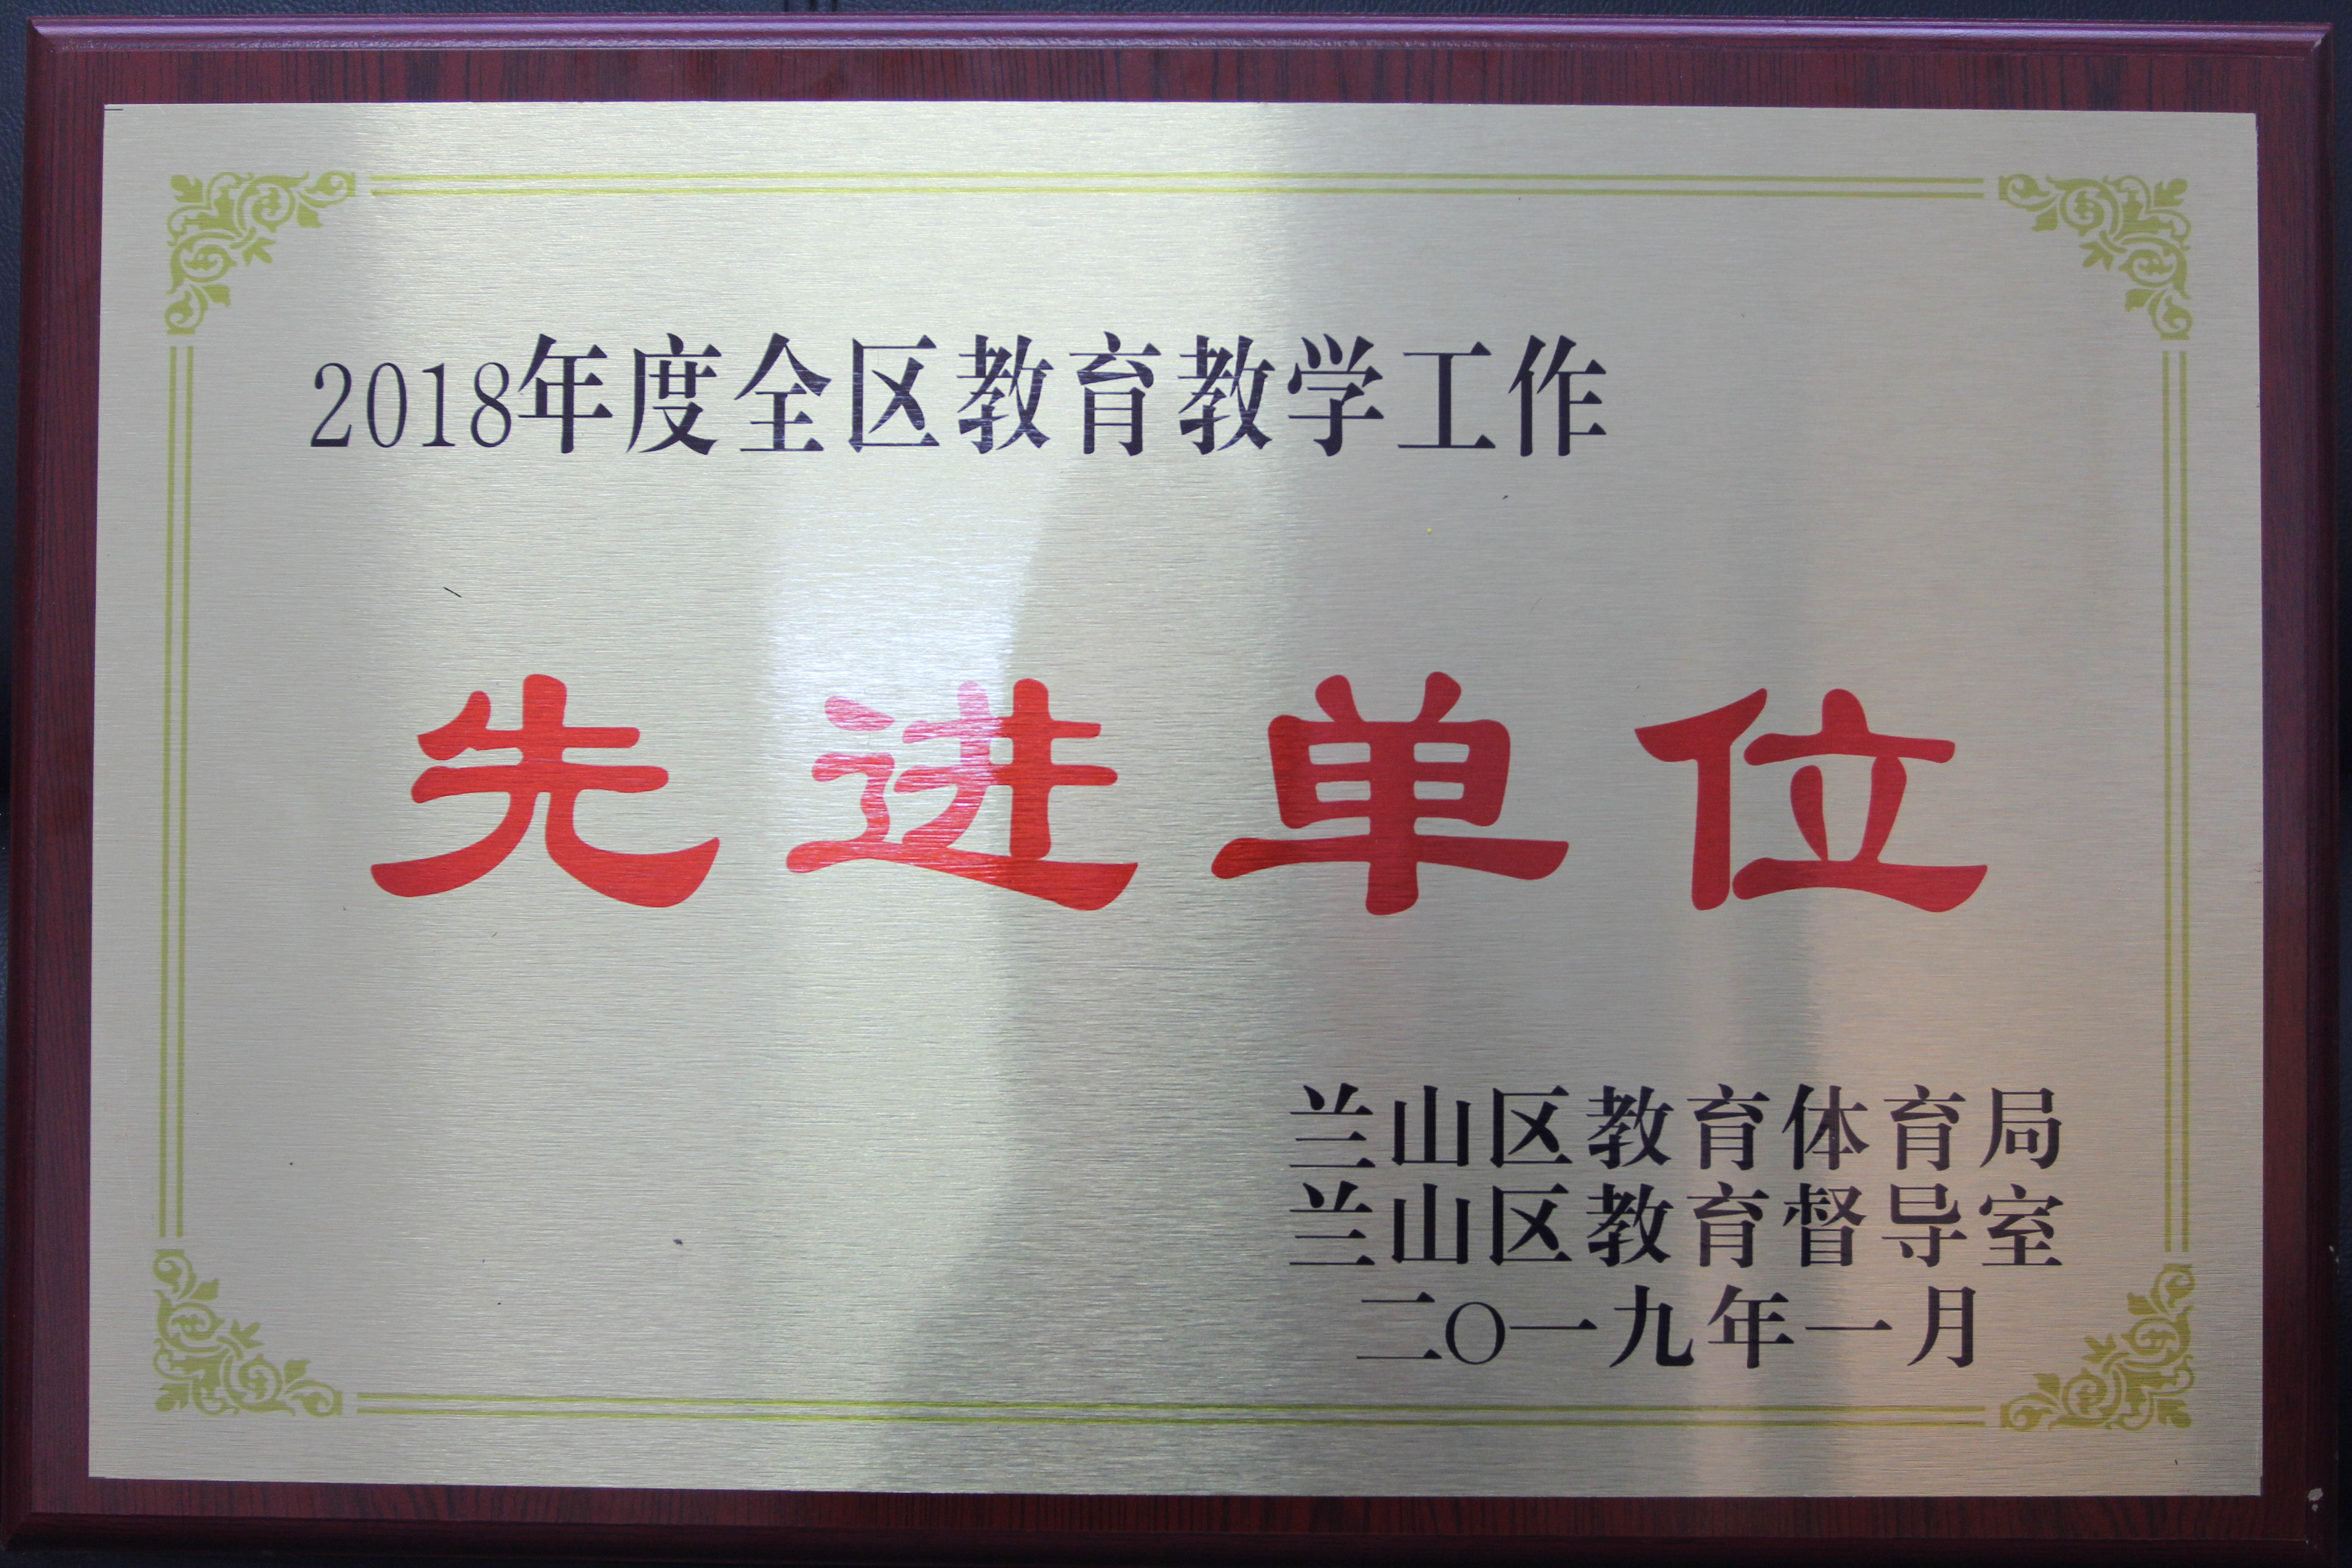 2018年度全区教育教学工作
先进单位
兰山区教育体育局
兰山区教育督导室
二〇一九年一月